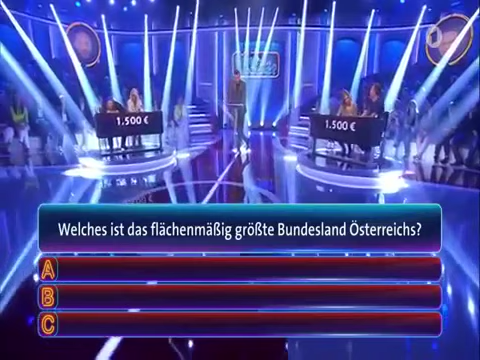 1.500 €
1.500 €
Welches ist das flächenmäßig größte Bundesland Österreichs?
A
B
C